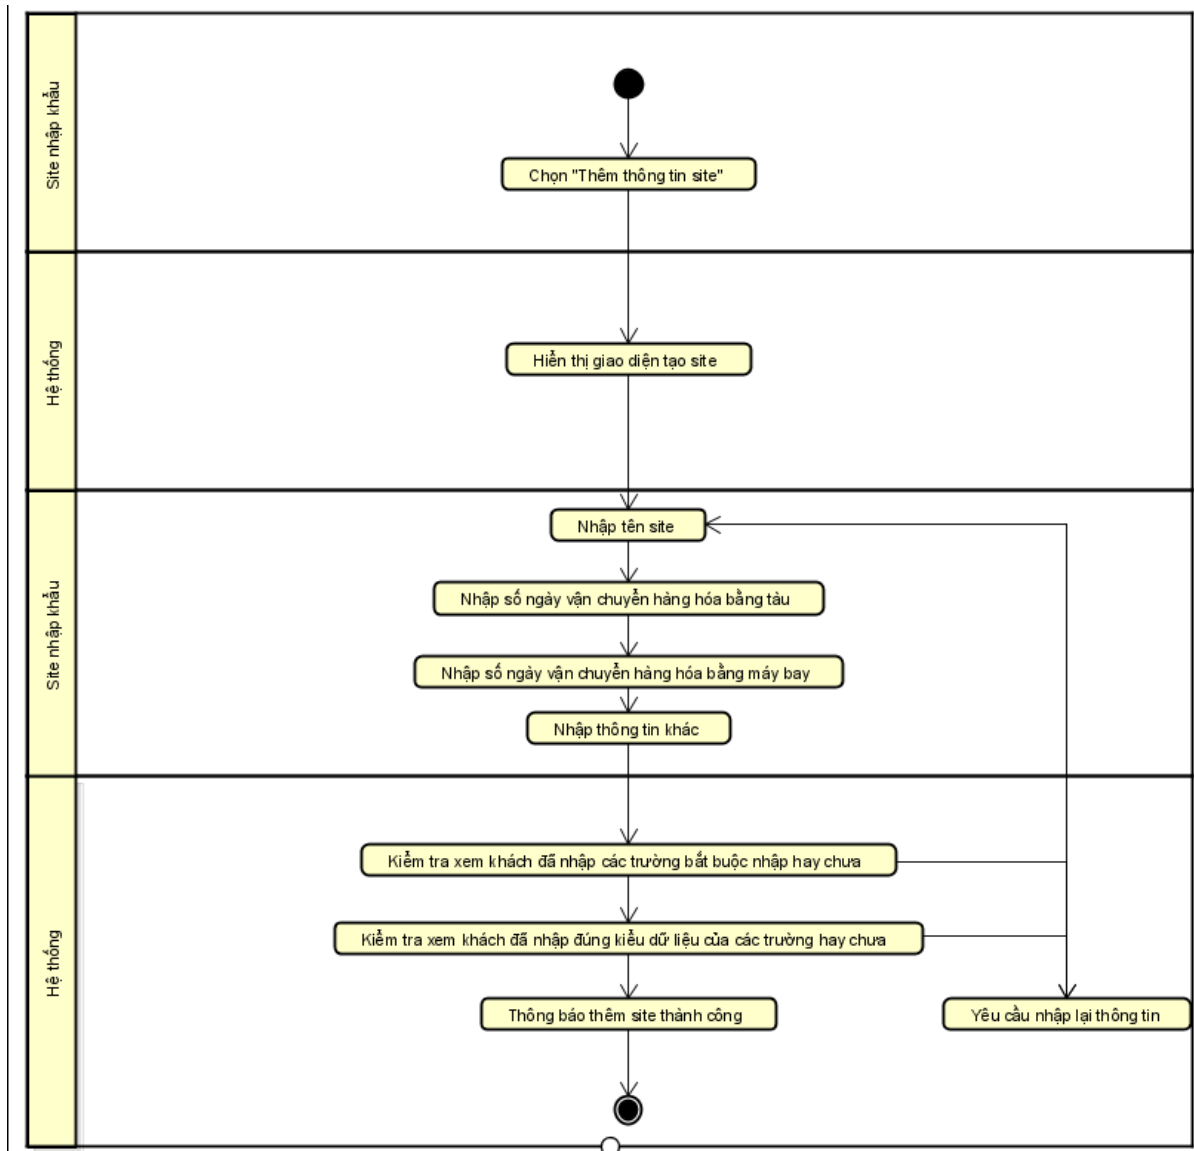 Site nhập khẩu
Chọn "Thêm thông tin site"
Hệ thống
Hiển thị giao diện tạo site
Site nhập khẩu
Nhập tên site
Nhập số ngày vận chuyển hàng hóa bằng tàu
Nhập số ngày vận chuyển hàng hóa bằng máy bay
Nhập thông tin khác
Hệ thống
Kiểm tra xem khách đã nhập các trường bắt buộc nhập hay chưa
Kiểm tra xem khách đã nhập đúng kiểu dữ liệu của các trường hay chưa
Thông báo thêm site thành công
Yêu cầu nhập lại thông tin